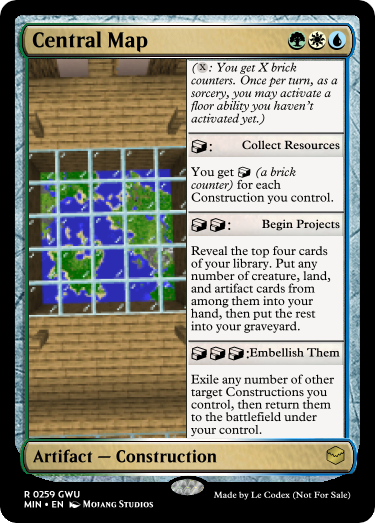 Central Map
(X: You get X brick
counters. Once per turn, as a
sorcery, you may activate a
floor ability you haven't
activated yet.)
: Collect Resources
You get (a brick
counter) for each
Construction you control.
: Begin Projects
Reveal the top four cards
of your library. Put any
number of creature, land,
and artifact cards from
among them into your
hand, then put the rest
into your graveyard.
:Embellish Them
Exile any number of other
target Constructions you
control, then return them
to the battlefield under
your control.
Artifact — Construction
R 0259 GWU
MIN • EN Mojang Studios
Made by Le Codex (Not For Sale)